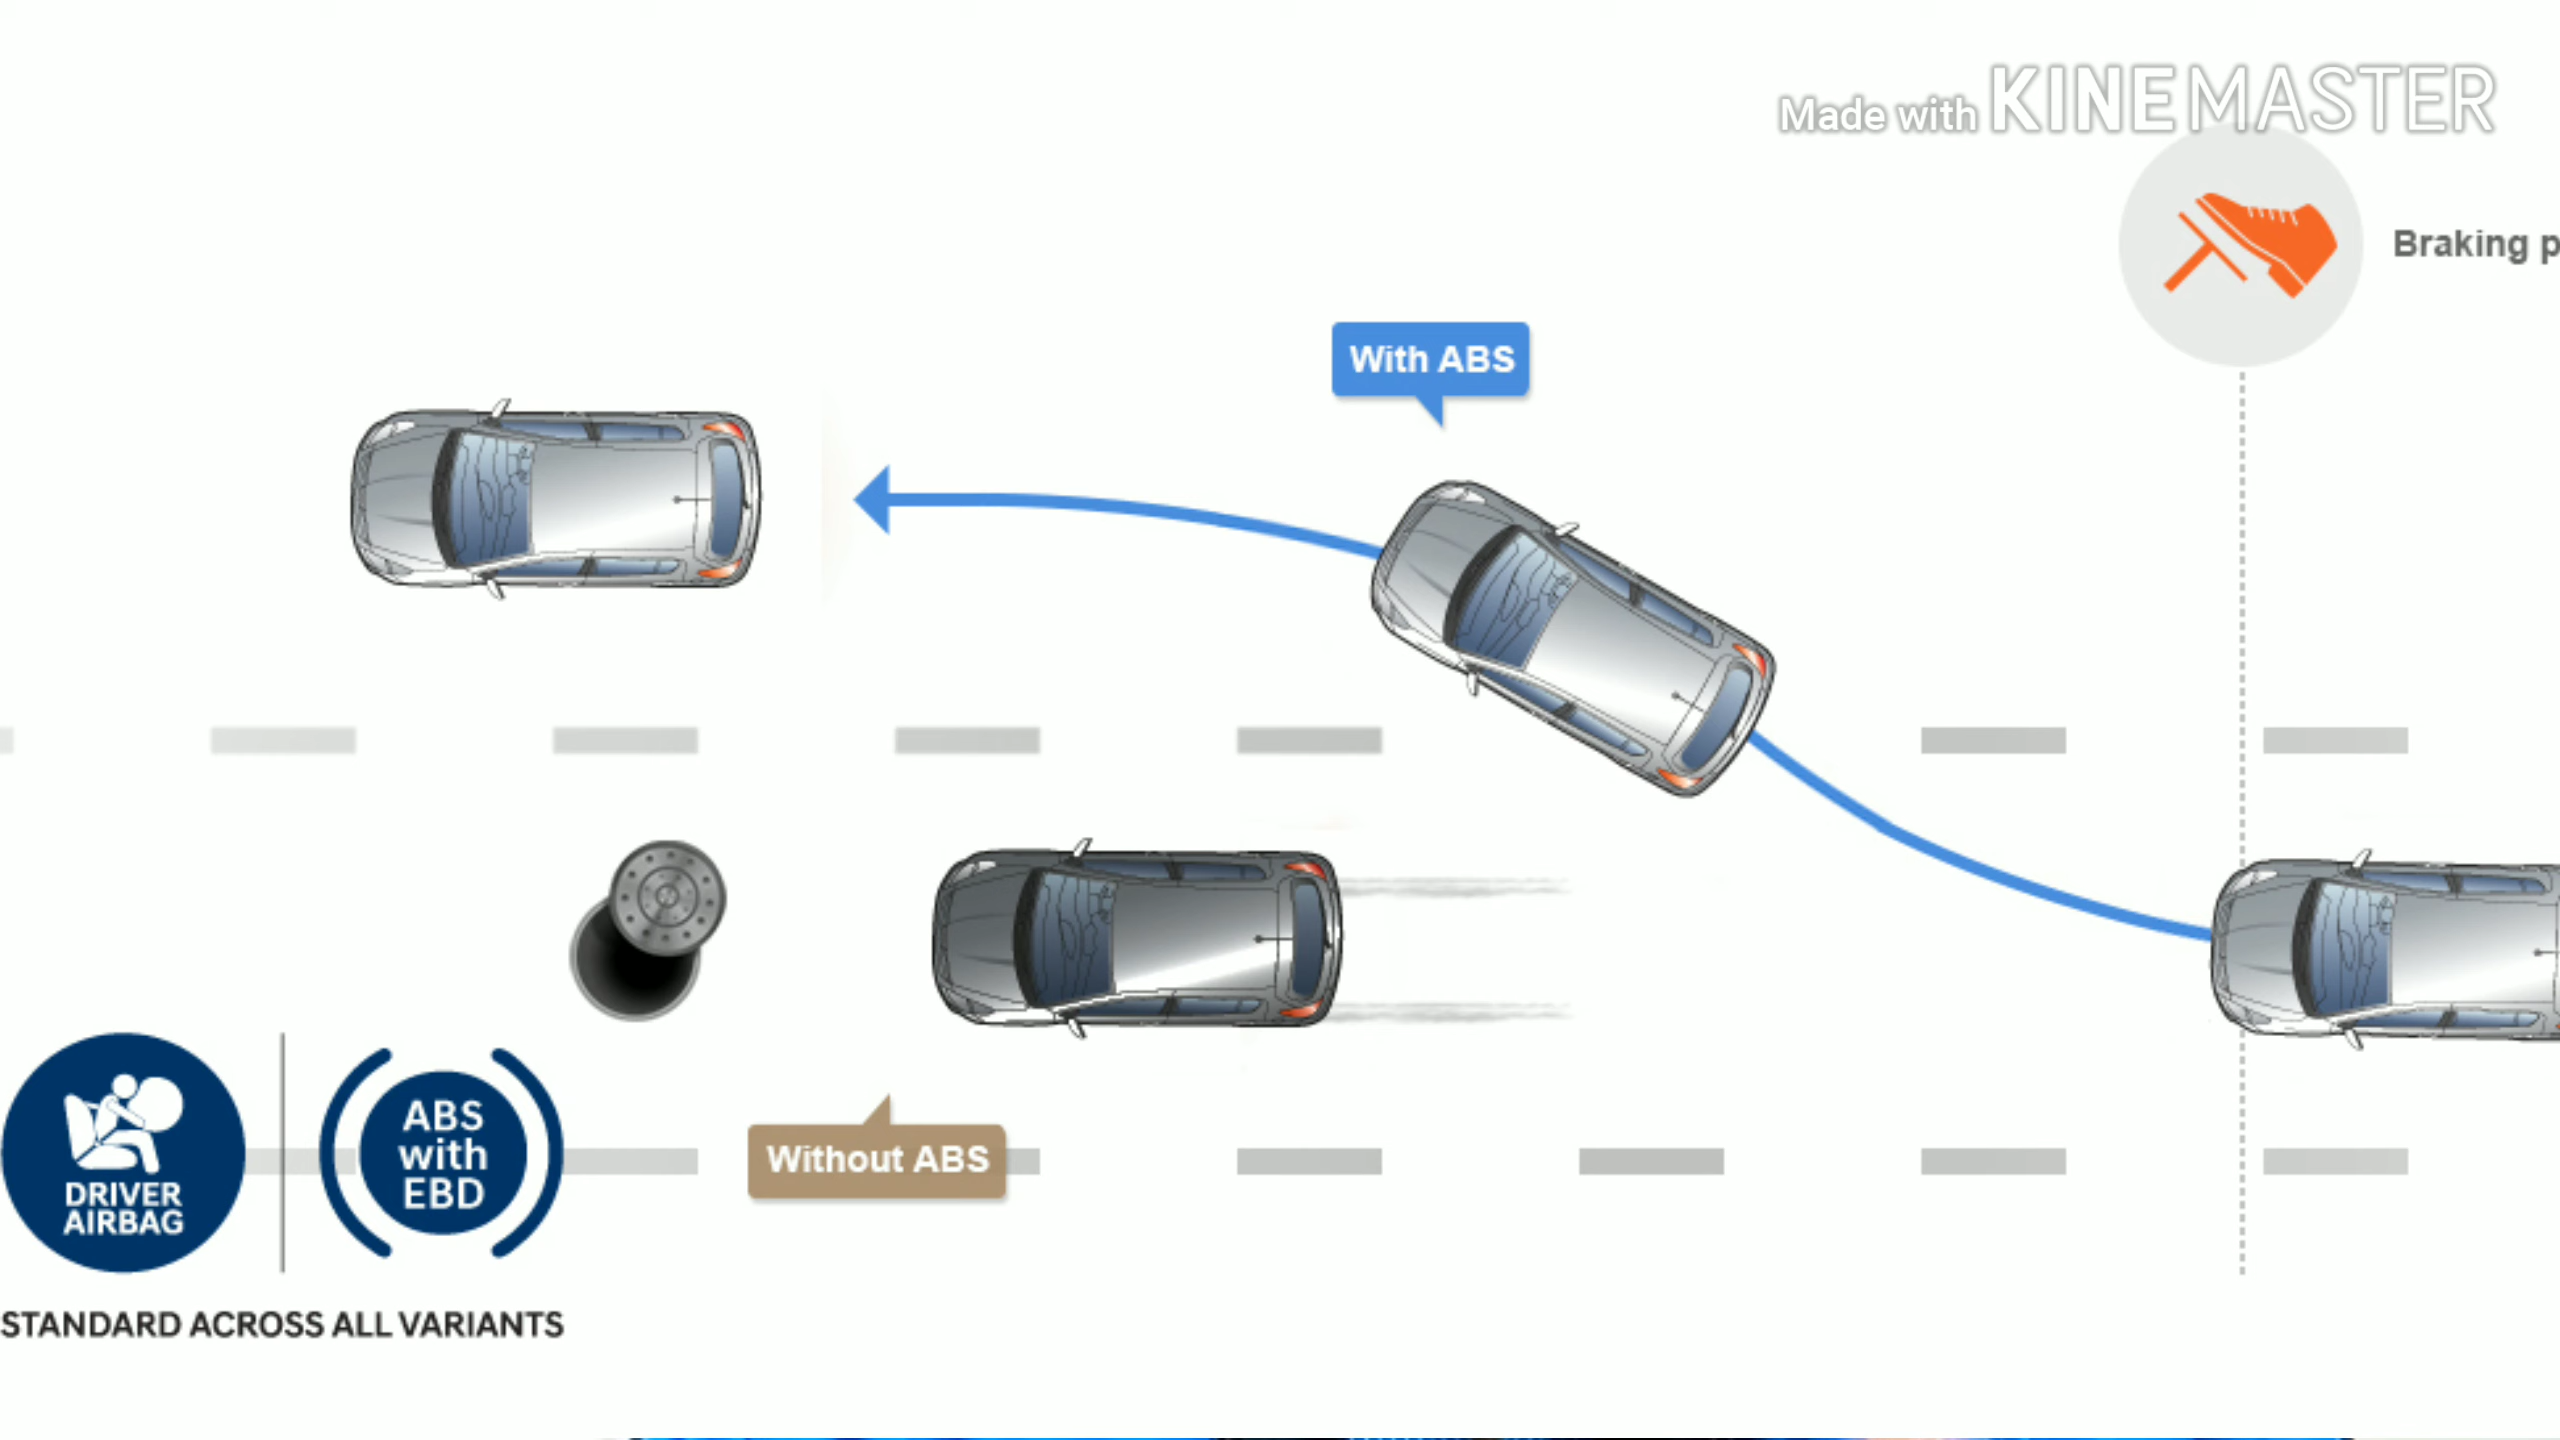 Made with KINEMASTER
Braking p
With ABS
Without ABS
DRIVER
AIRBAG
ABS
with
EBD
STANDARD ACROSS ALL VARIANTS